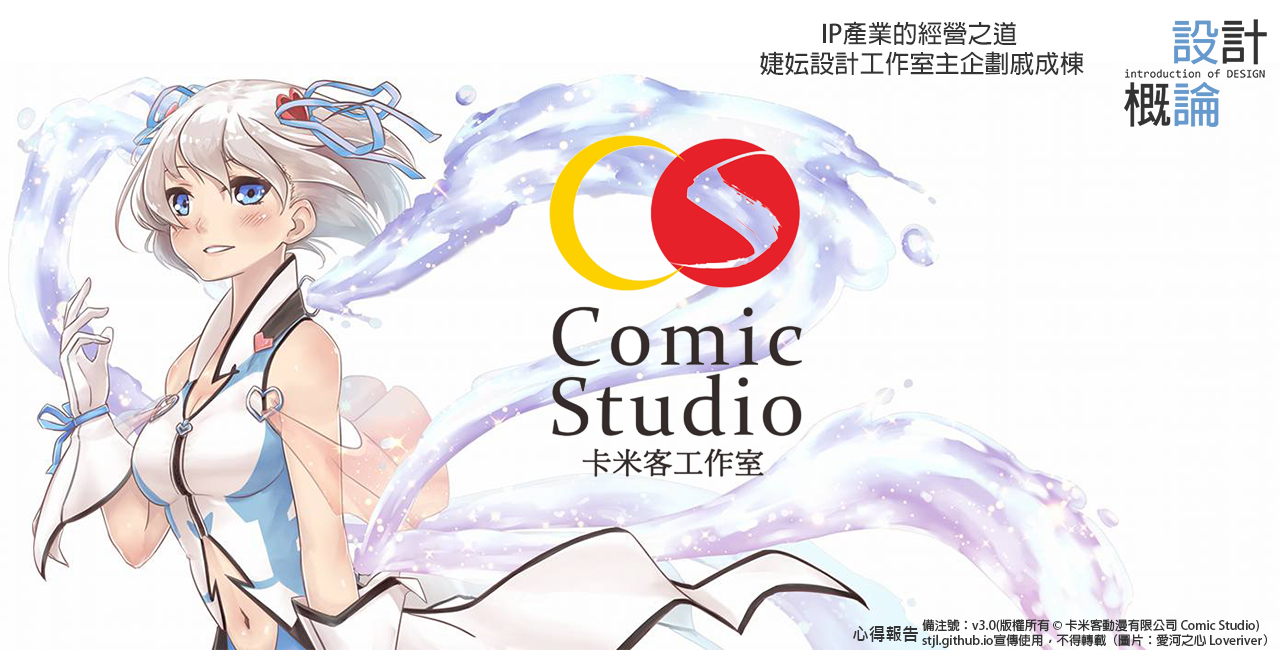 IP產業的經營之道
婕妘設計工作室主企劃戚成棟
設計
introduction of DESIGN
概論
Comic
Studio
卡米客工作室
心得報告
備注號：v3.0(版權所有 © 卡米客動漫有限公司 Comic Studio)
stjl.github.io宣傳使用，不得轉載（圖片：愛河之心 Loveriver）